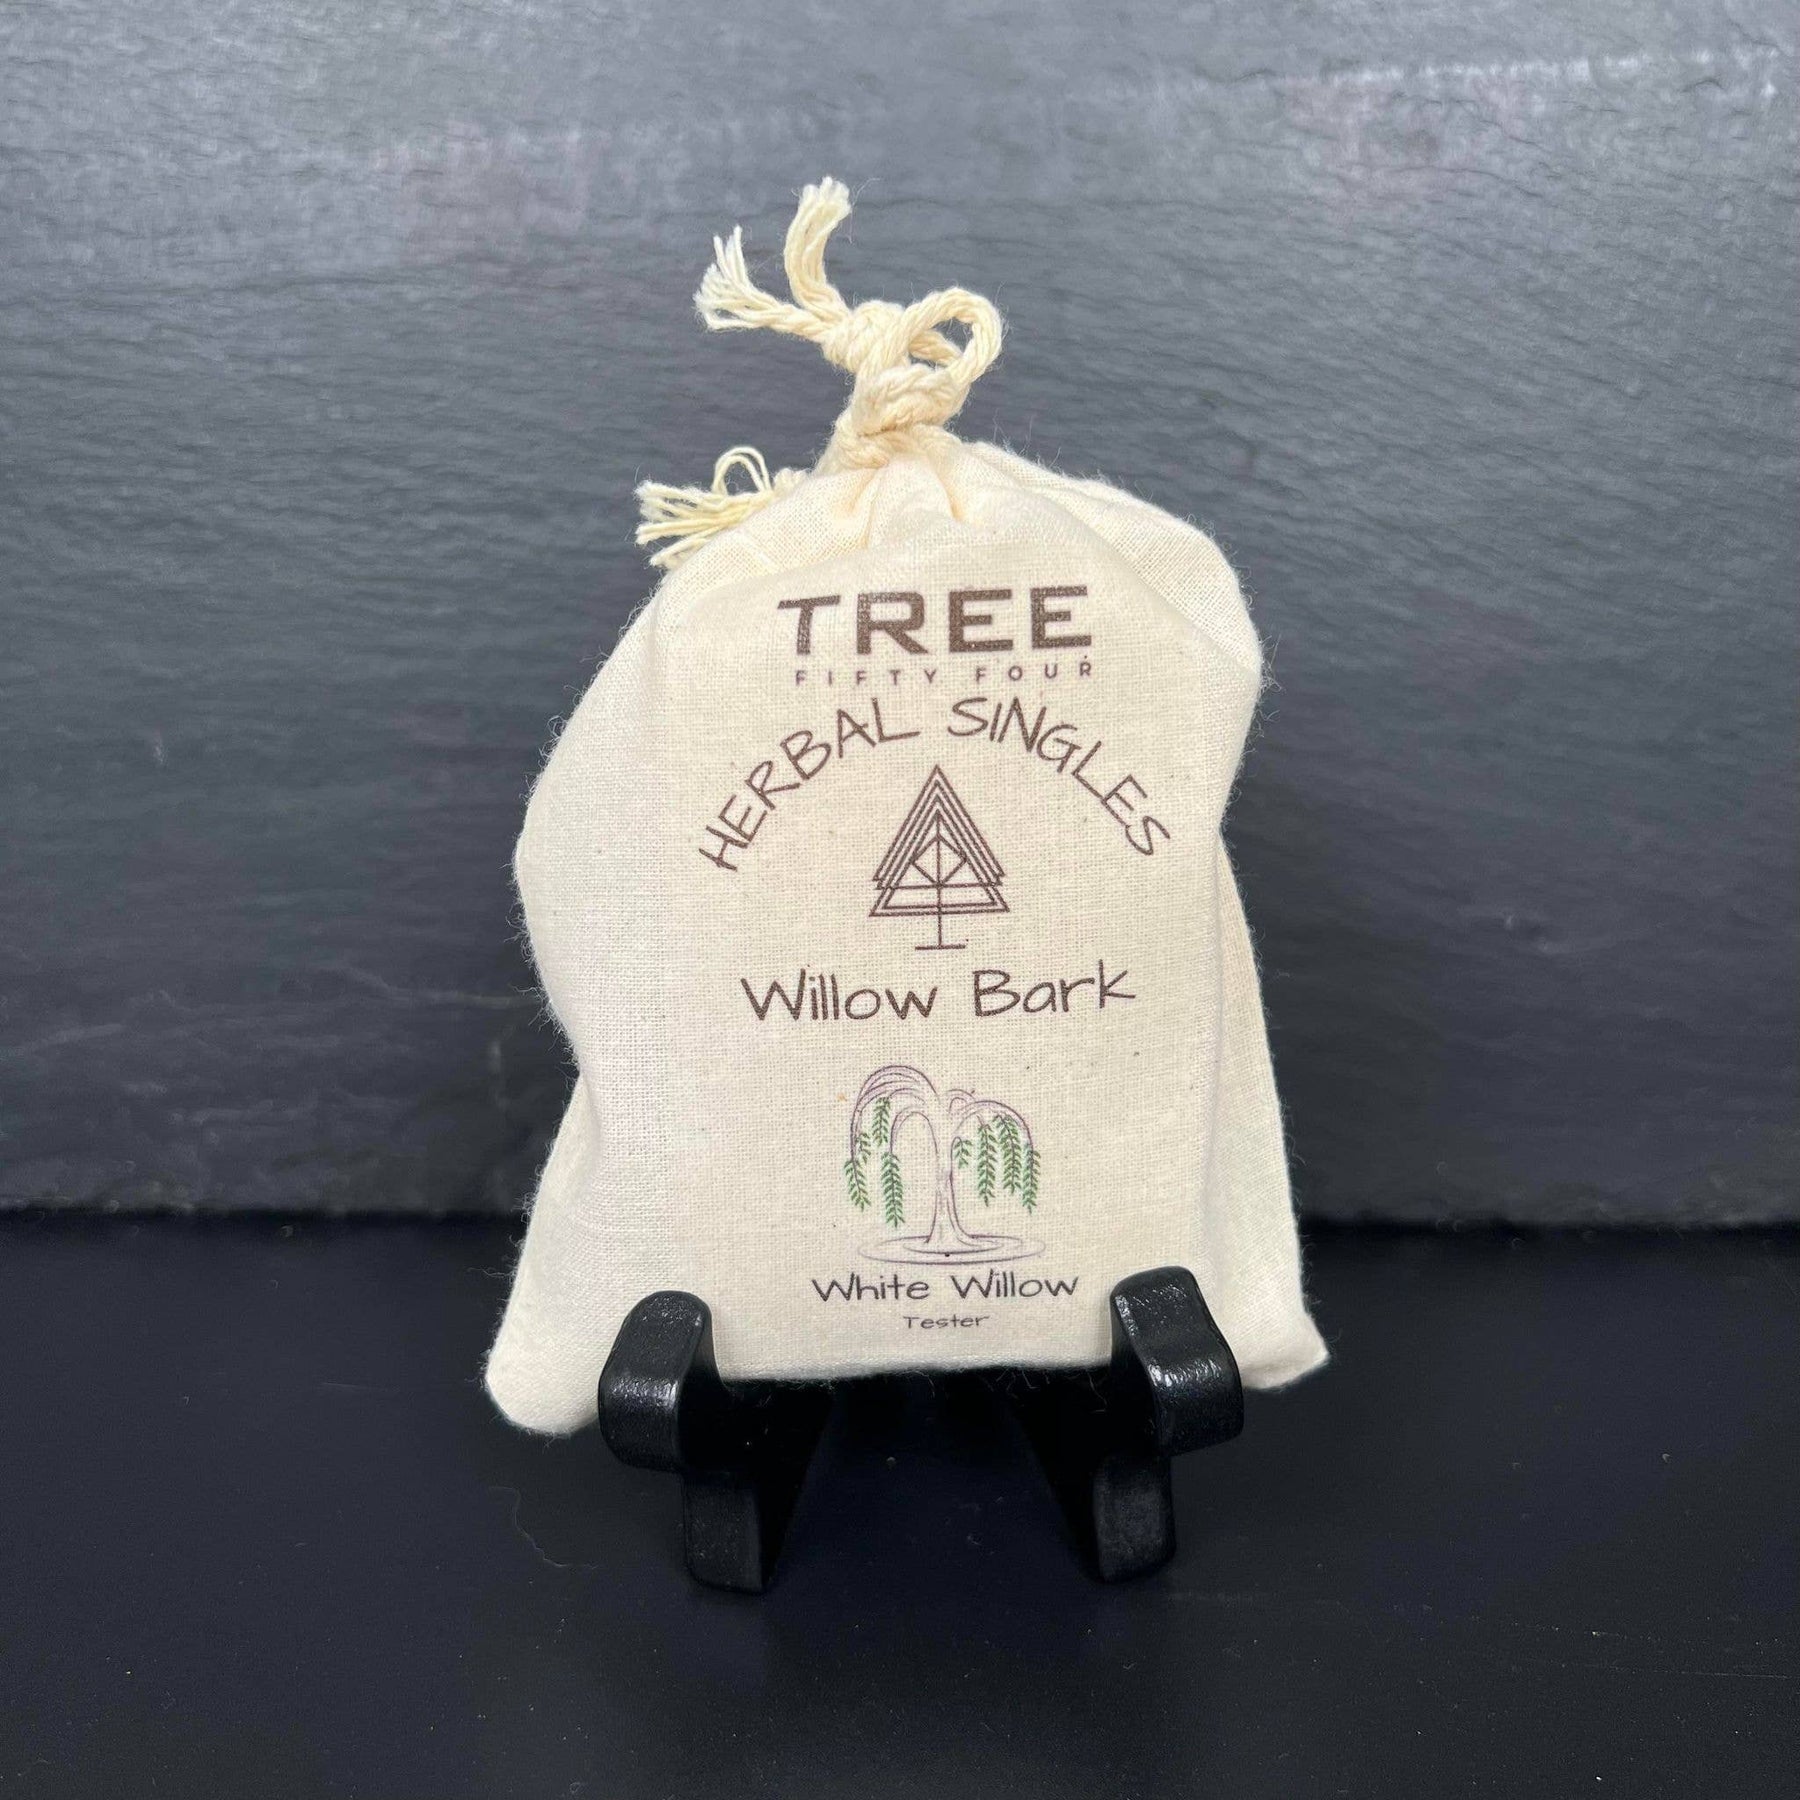 TREE
FIFTY FOUR
HERBAL SINGLES
Willow Bark
White Willow
Tester